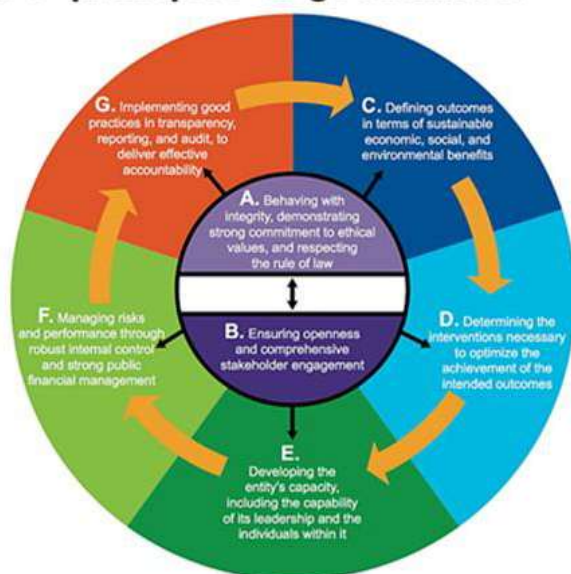 G. Implementing good
practices in transparency,
reporting, and audit, to
deliver effective
accountability
C. Defining outcomes
in terms of sustainable
economic, social, and
environmental benefits
A. Behaving with
integrity, demonstrating
strong commitment to ethical
values, and respecting
the rule of law
B. Ensuring openness
and comprehensive
stakeholder engagement
F. Managing risks
and performance through
robust internal control
and strong public
financial management
D. Determining the
interventions necessary
to optimize the
achievement of the
intended outcomes
E.
Developing the
entity's capacity,
including the capability
of its leadership and the
individuals within it